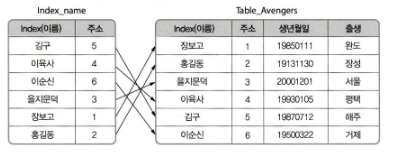 Index_name Table_Avengers
Index(이름) 주소 Index(이름) 주소 생년월일 출생
김구 5 장보고 1 19850111 완도
이육사 4 홍길동 2 19131130 장성
이순신 6 을지문덕 3 20001201 서울
을지문덕 3 이육사 4 19930105 평택
장보고 1 김구 5 19870712 해주
홍길동 2 이순신 6 19500322 거제